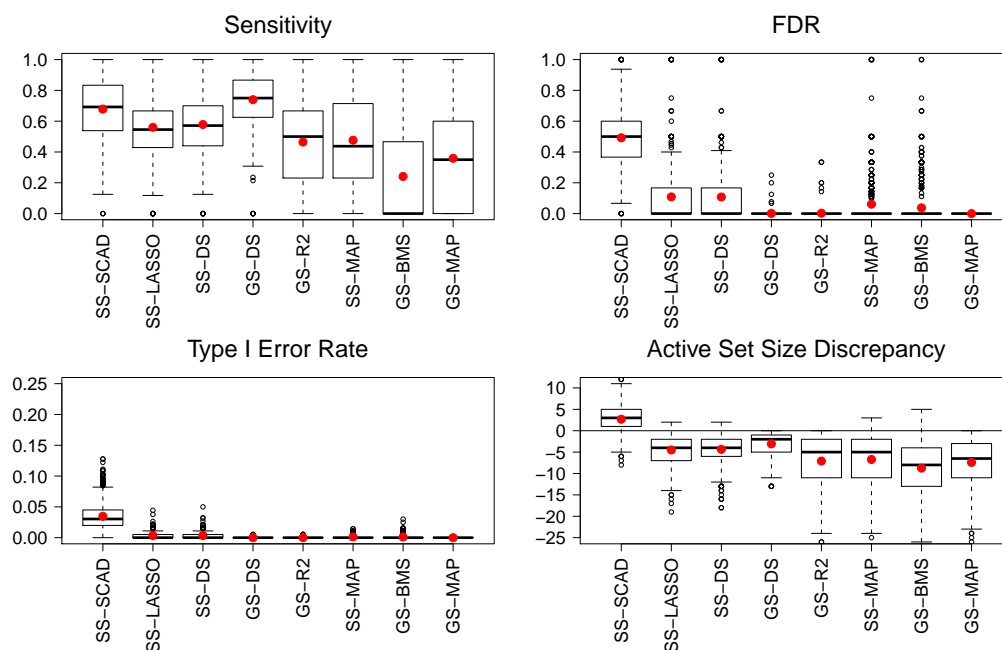 Sensitivity
1.0
0.8
0.6
0.4
0.2
0.0
SS−SCAD
SS−LASSO
SS−DS
GS−DS
GS−R2
SS−MAP
GS−BMS
GS−MAP
FDR
1.0
0.8
0.6
0.4
0.2
0.0
SS−SCAD
SS−LASSO
SS−DS
GS−DS
GS−R2
SS−MAP
GS−BMS
GS−MAP
Type I Error Rate
0.25
0.20
0.15
0.10
0.05
0.00
SS−SCAD
SS−LASSO
SS−DS
GS−DS
GS−R2
SS−MAP
GS−BMS
GS−MAP
Active Set Size Discrepancy
10
5
0
−5
−10
−15
−20
−25
SS−SCAD
SS−LASSO
SS−DS
GS−DS
GS−R2
SS−MAP
GS−BMS
GS−MAP